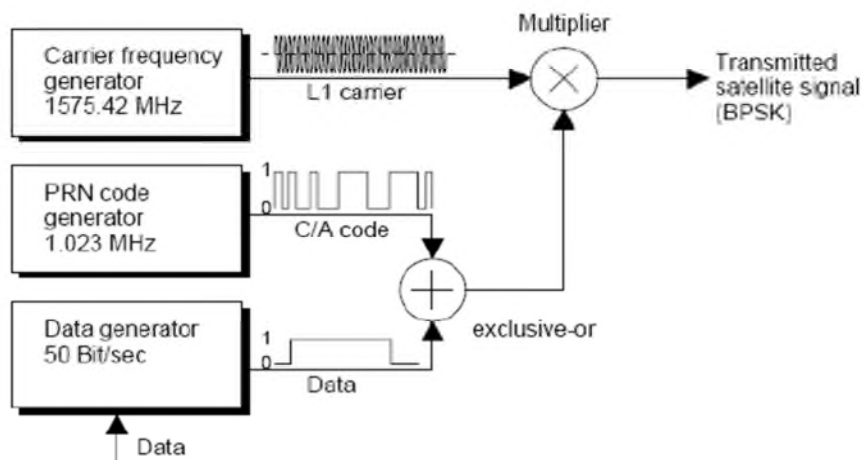 Multiplier
Carrier frequency
generator
1575.42 MHz
L1 carrier
Transmitted
satellite signal
(BPSK)
PRN code
generator
1.023 MHz
1
0
C/A code
exclusive-or
Data generator
50 Bit/sec
1
0
Data
Data